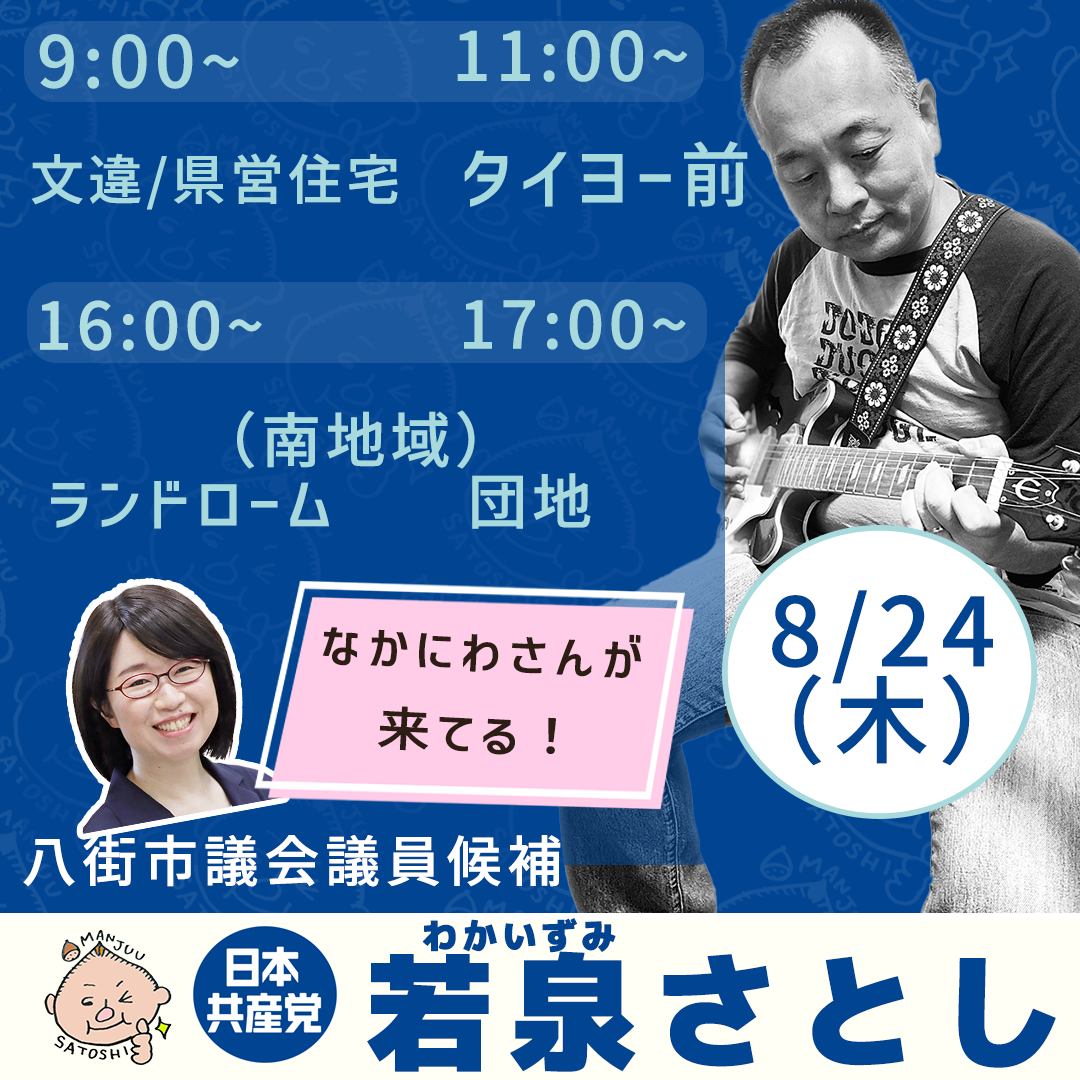 9:00~
11:00~
文違/県営住宅
タイヨー前
16:00~
17:00~
（南地域）
ランドローム
団地
なかにわさんが
来てる！
8/24
（木）
八街市議会議員候補
MANJUU
SATOSHI
日本
共産党
わかいずみ
若泉さとし